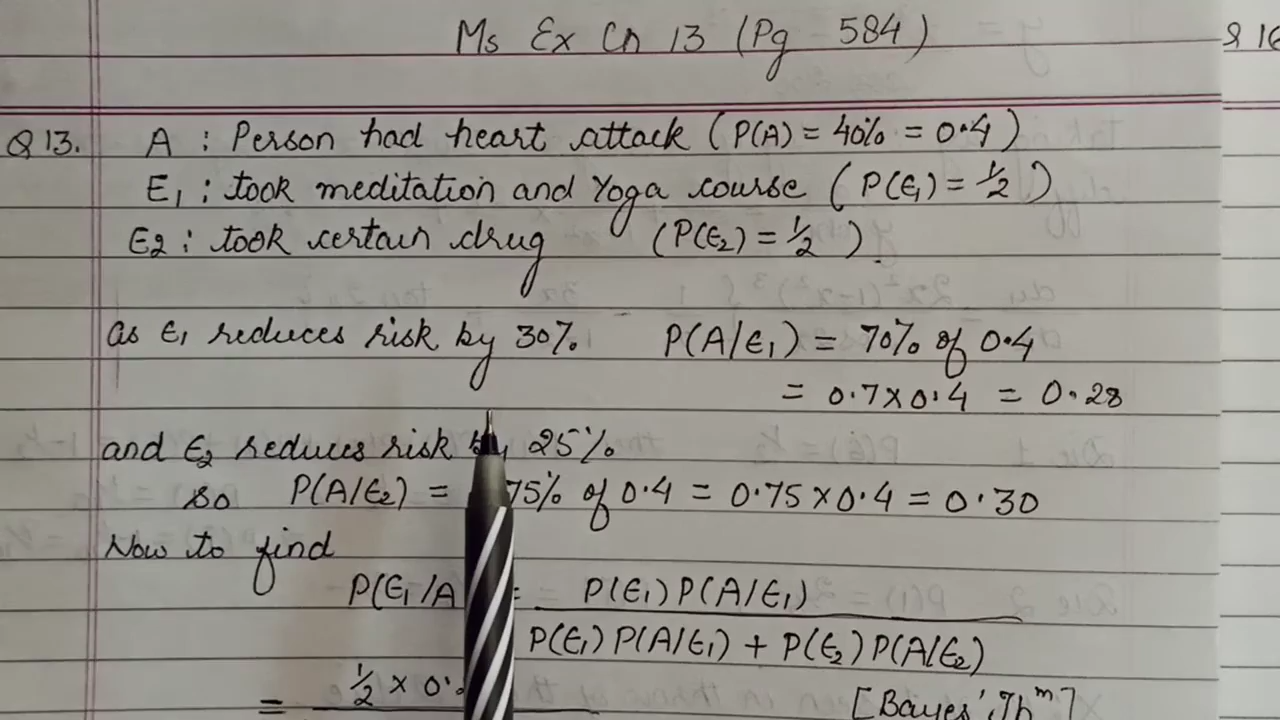 Ms Ex Ch 13 (Pg - 584)
Q 13. A : Person had heart attack (P(A) = 40% = 0.4)
E₁ : took meditation and Yoga course (P(E₁) = 1/2)
E2 : took certain drug (P(E₂) = 1/2)
as E₁ reduces risk by 30%. P(A/E₁) = 70% of 0.4
= 0.7 x 0.4 = 0.28
and E₂ reduces risk by 25%
so P(A/E₂) = 75% of 0.4 = 0.75 x 0.4 = 0.30
Now to find
P(E₁/A = P(E₁) P(A/E₁)
P(E₁) P(A/E₁) + P(E₂) P(A/E₂)
= 1/2 x 0. [Bayes' Thᵐ]